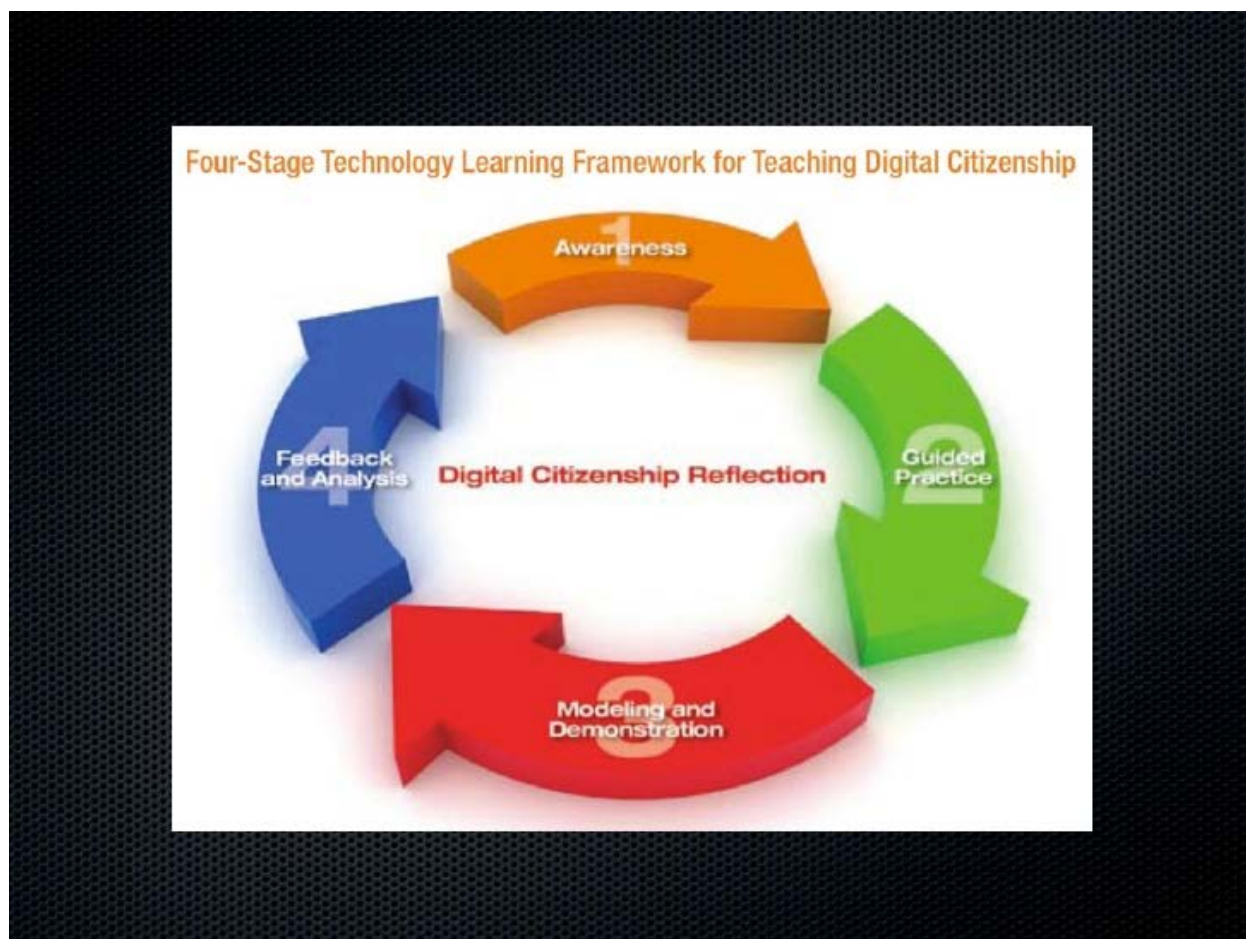 Four-Stage Technology Learning Framework for Teaching Digital Citizenship
1
Awareness
2
Guided
Practice
3
Modeling and
Demonstration
4
Feedback
and Analysis
Digital Citizenship Reflection